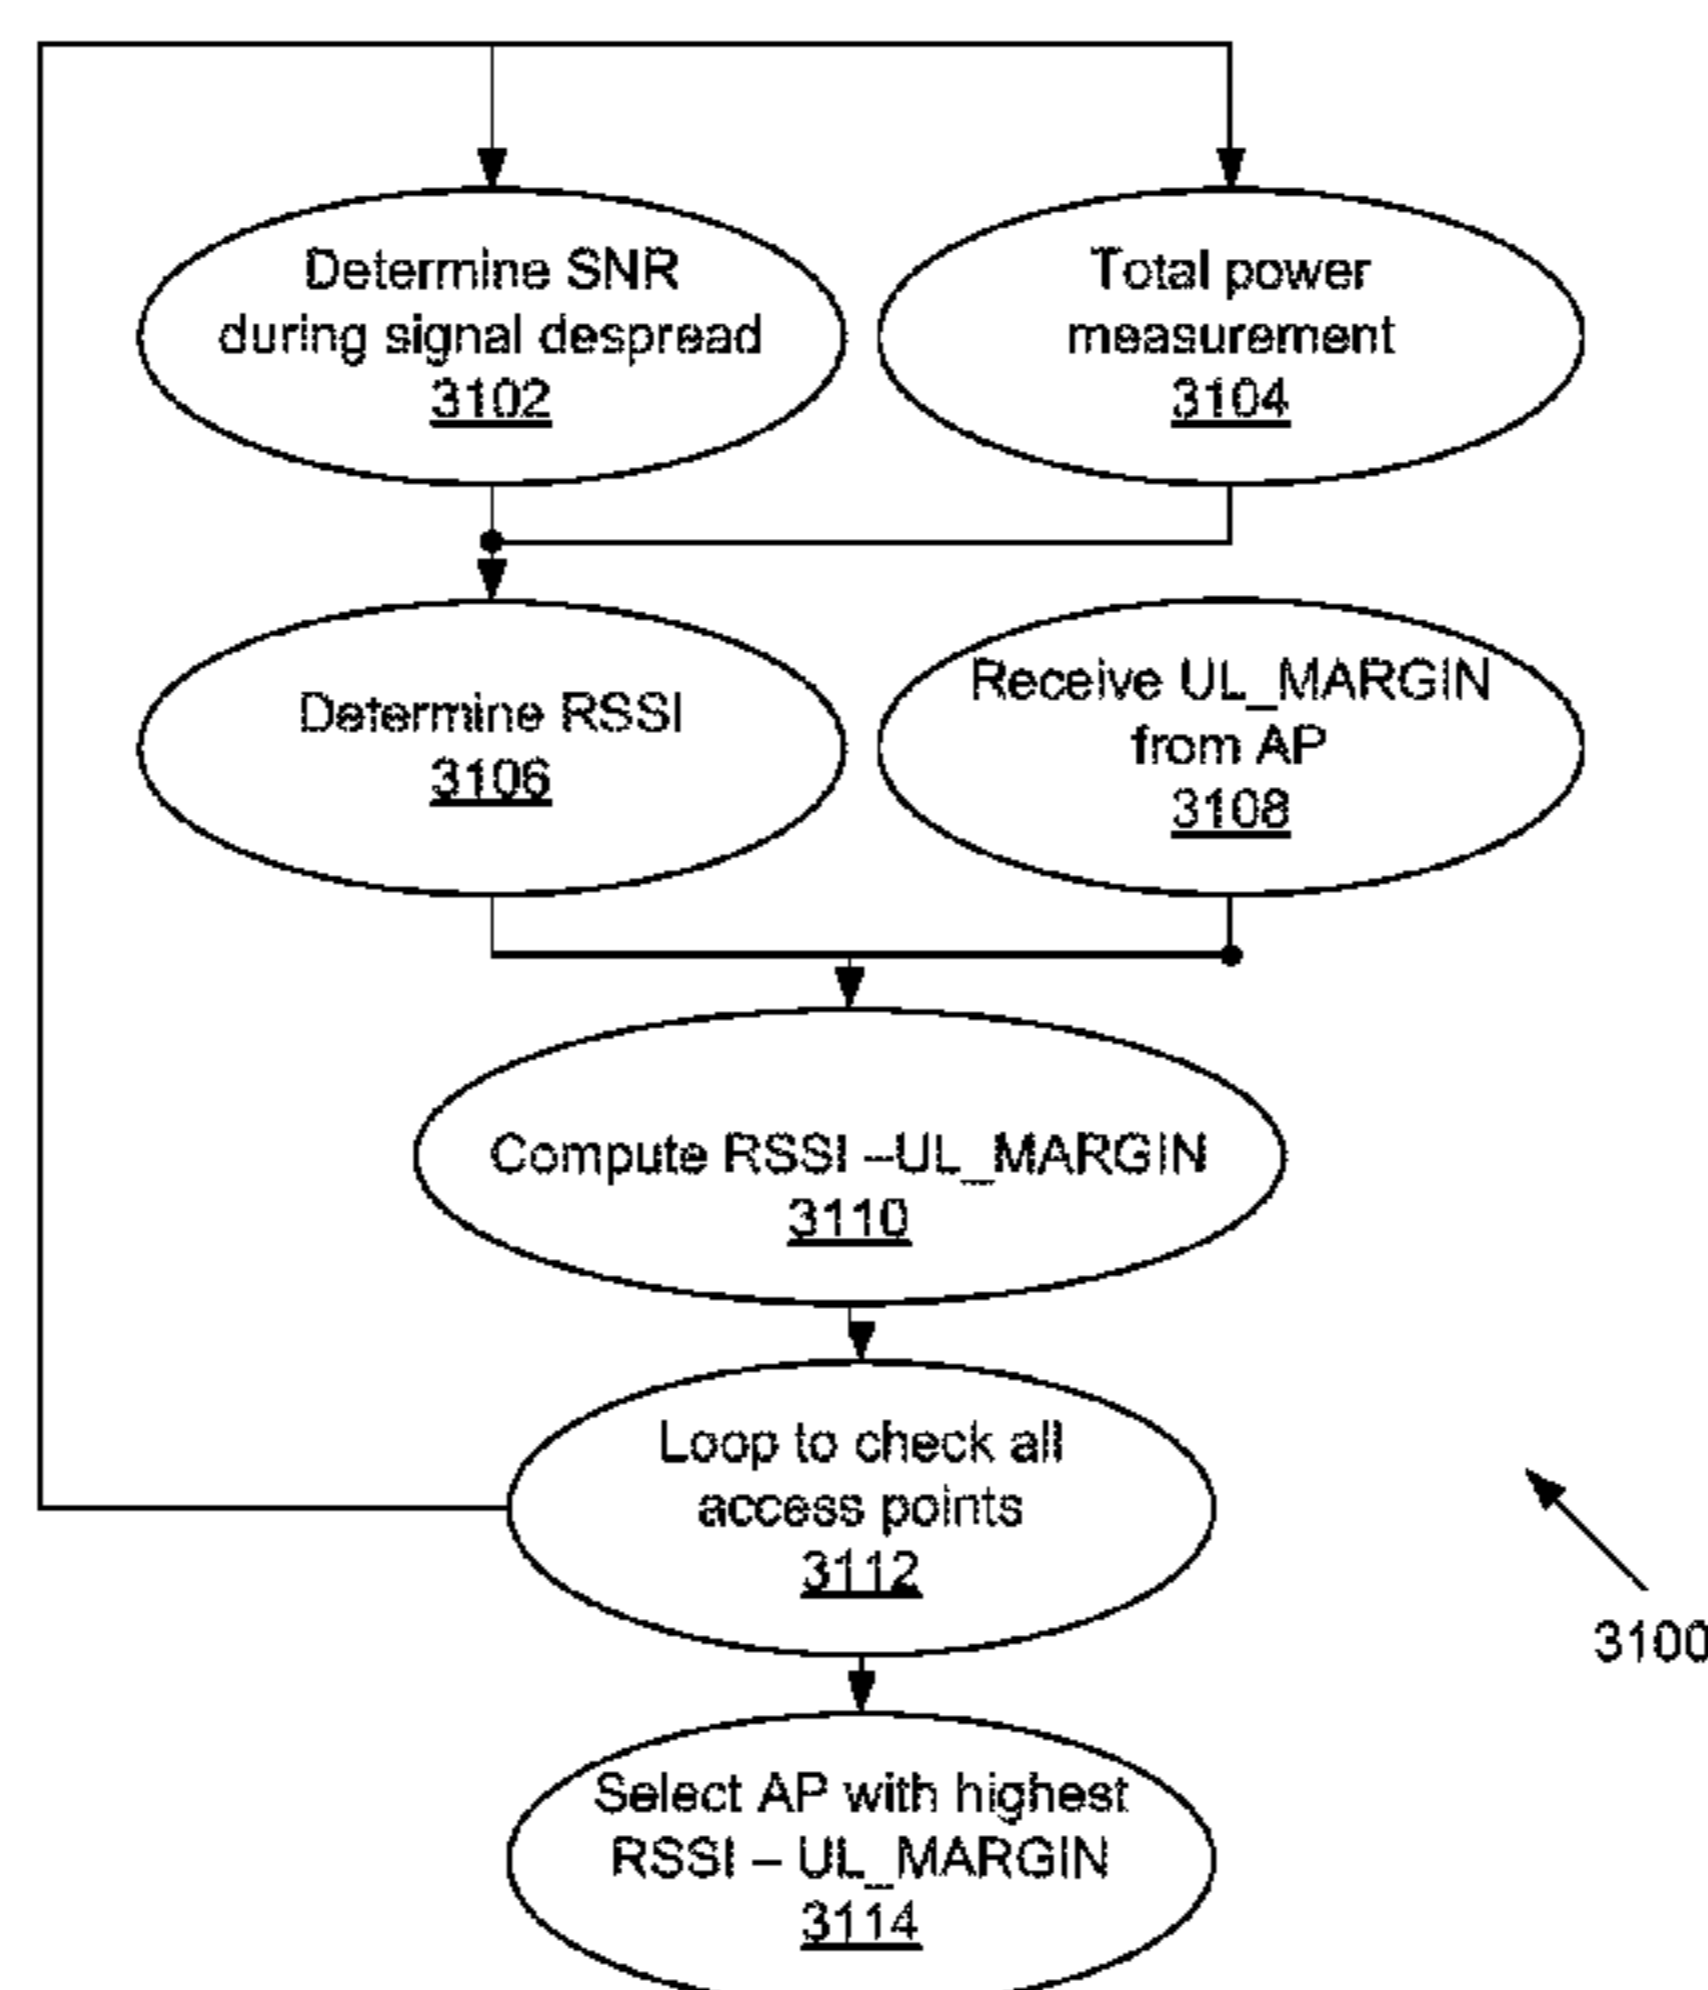 Determine SNR
during signal despread
3102
Total power
measurement
3104
Determine RSSI
3106
Receive UL_MARGIN
from AP
3108
Compute RSSI –UL_MARGIN
3110
Loop to check all
access points
3112
3100
Select AP with highest
RSSI – UL_MARGIN
3114